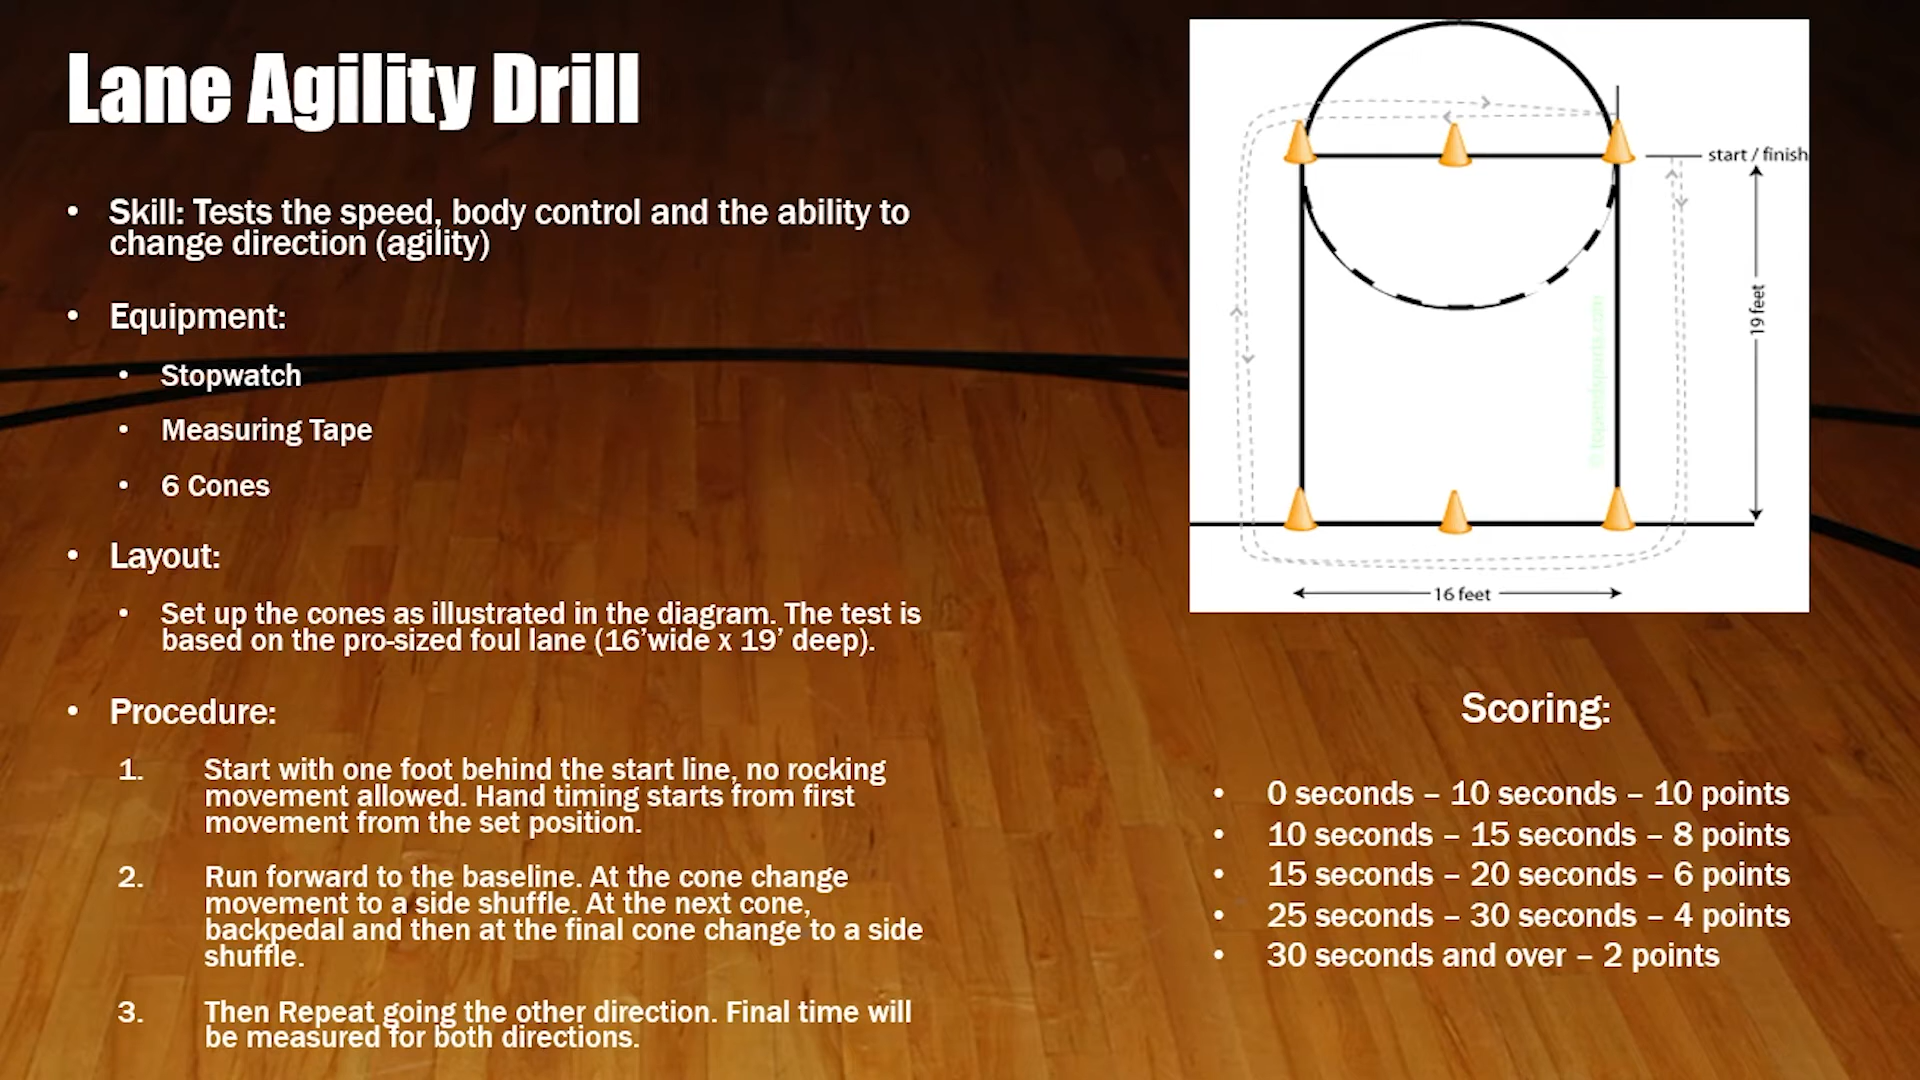 Lane Agility Drill
• Skill: Tests the speed, body control and the ability to
change direction (agility)
• Equipment:
• Stopwatch
• Measuring Tape
• 6 Cones
• Layout:
• Set up the cones as illustrated in the diagram. The test is
based on the pro-sized foul lane (16’wide x 19’ deep).
• Procedure:
1. Start with one foot behind the start line, no rocking
movement allowed. Hand timing starts from first
movement from the set position.
2. Run forward to the baseline. At the cone change
movement to a side shuffle. At the next cone,
backpedal and then at the final cone change to a side
shuffle.
3. Then Repeat going the other direction. Final time will
be measured for both directions.
start / finish
19 feet
16 feet
Scoring:
• 0 seconds – 10 seconds – 10 points
• 10 seconds – 15 seconds – 8 points
• 15 seconds – 20 seconds – 6 points
• 25 seconds – 30 seconds – 4 points
• 30 seconds and over – 2 points